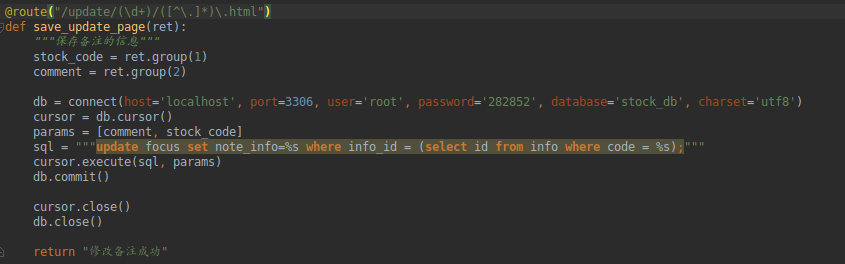 @route("/update/(\d+)/([^\.]*)\.html")
def save_update_page(ret):
"""保存备注的信息"""
stock_code = ret.group(1)
comment = ret.group(2)
db = connect(host='localhost', port=3306, user='root', password='282852', database='stock_db', charset='utf8')
cursor = db.cursor()
params = [comment, stock_code]
sql = """update focus set note_info=%s where info_id = (select id from info where code = %s);"""
cursor.execute(sql, params)
db.commit()
cursor.close()
db.close()
return "修改备注成功"